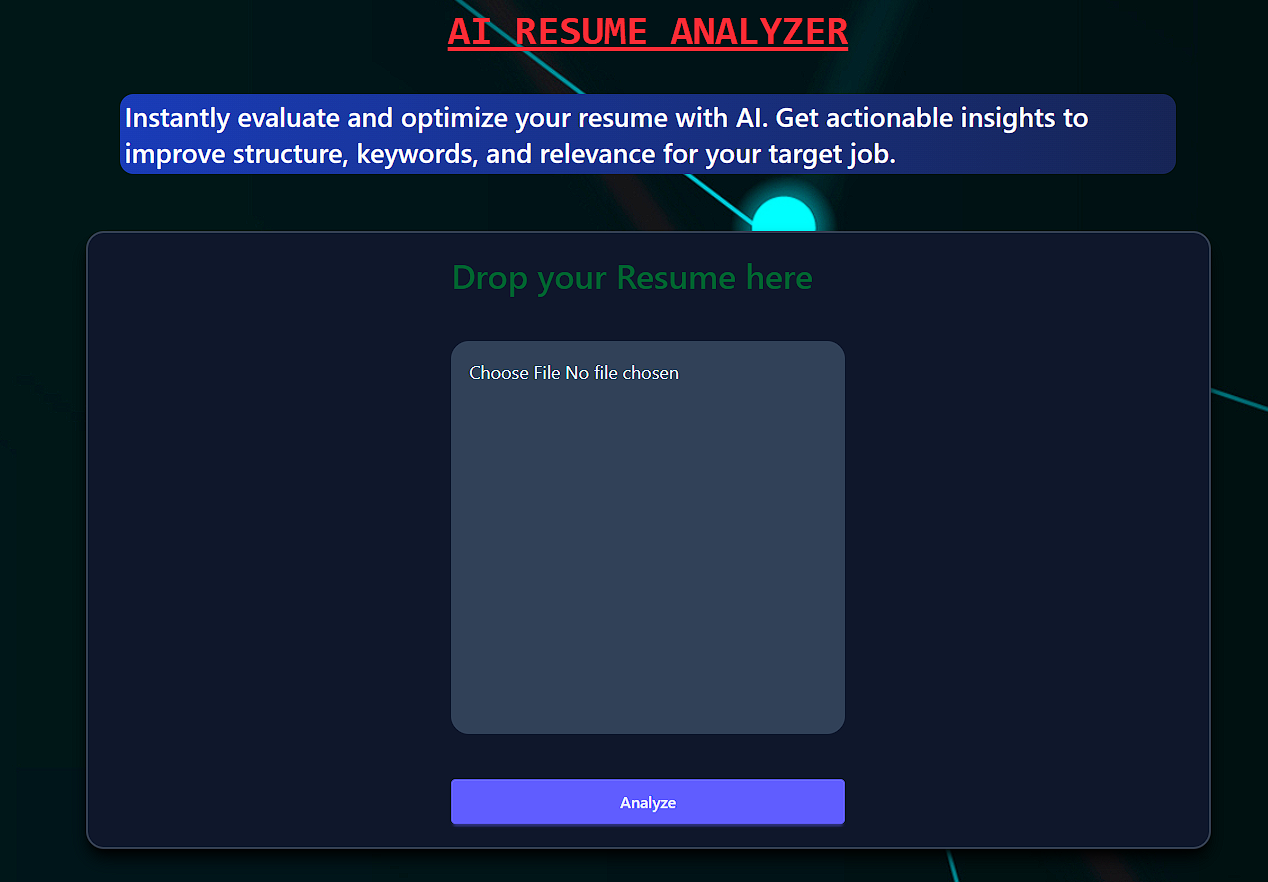 AI RESUME ANALYZER
Instantly evaluate and optimize your resume with AI. Get actionable insights to
improve structure, keywords, and relevance for your target job.
Drop your Resume here
Choose File No file chosen
Analyze